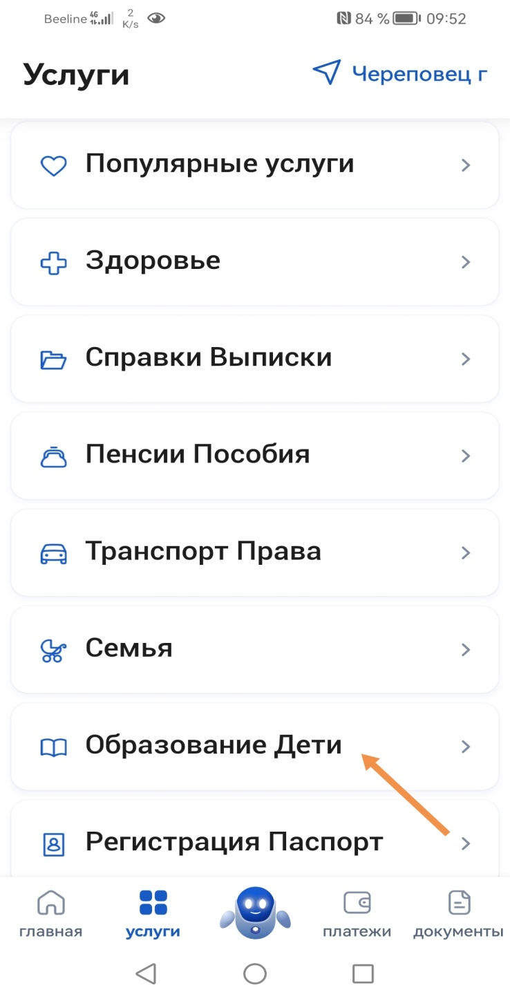 Beeline 4G 2 K/s 84 % 09:52
Услуги Череповец г
Популярные услуги
Здоровье
Справки Выписки
Пенсии Пособия
Транспорт Права
Семья
Образование Дети
Регистрация Паспорт
главная услуги платежи документы